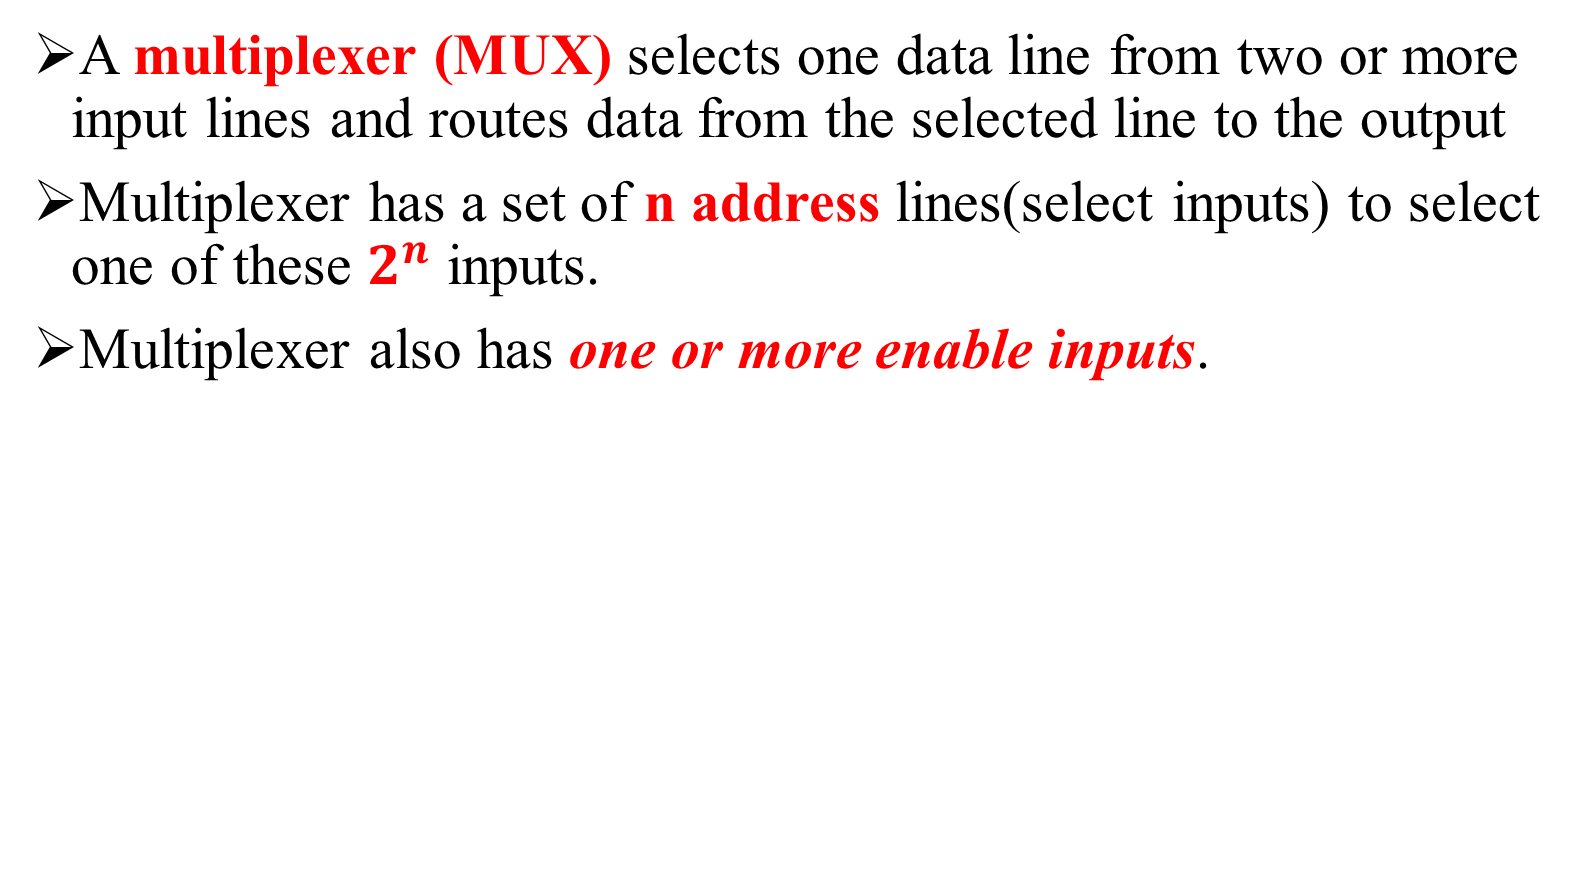 ➢A multiplexer (MUX) selects one data line from two or more
input lines and routes data from the selected line to the output
➢Multiplexer has a set of n address lines(select inputs) to select
one of these 2ⁿ inputs.
➢Multiplexer also has one or more enable inputs.